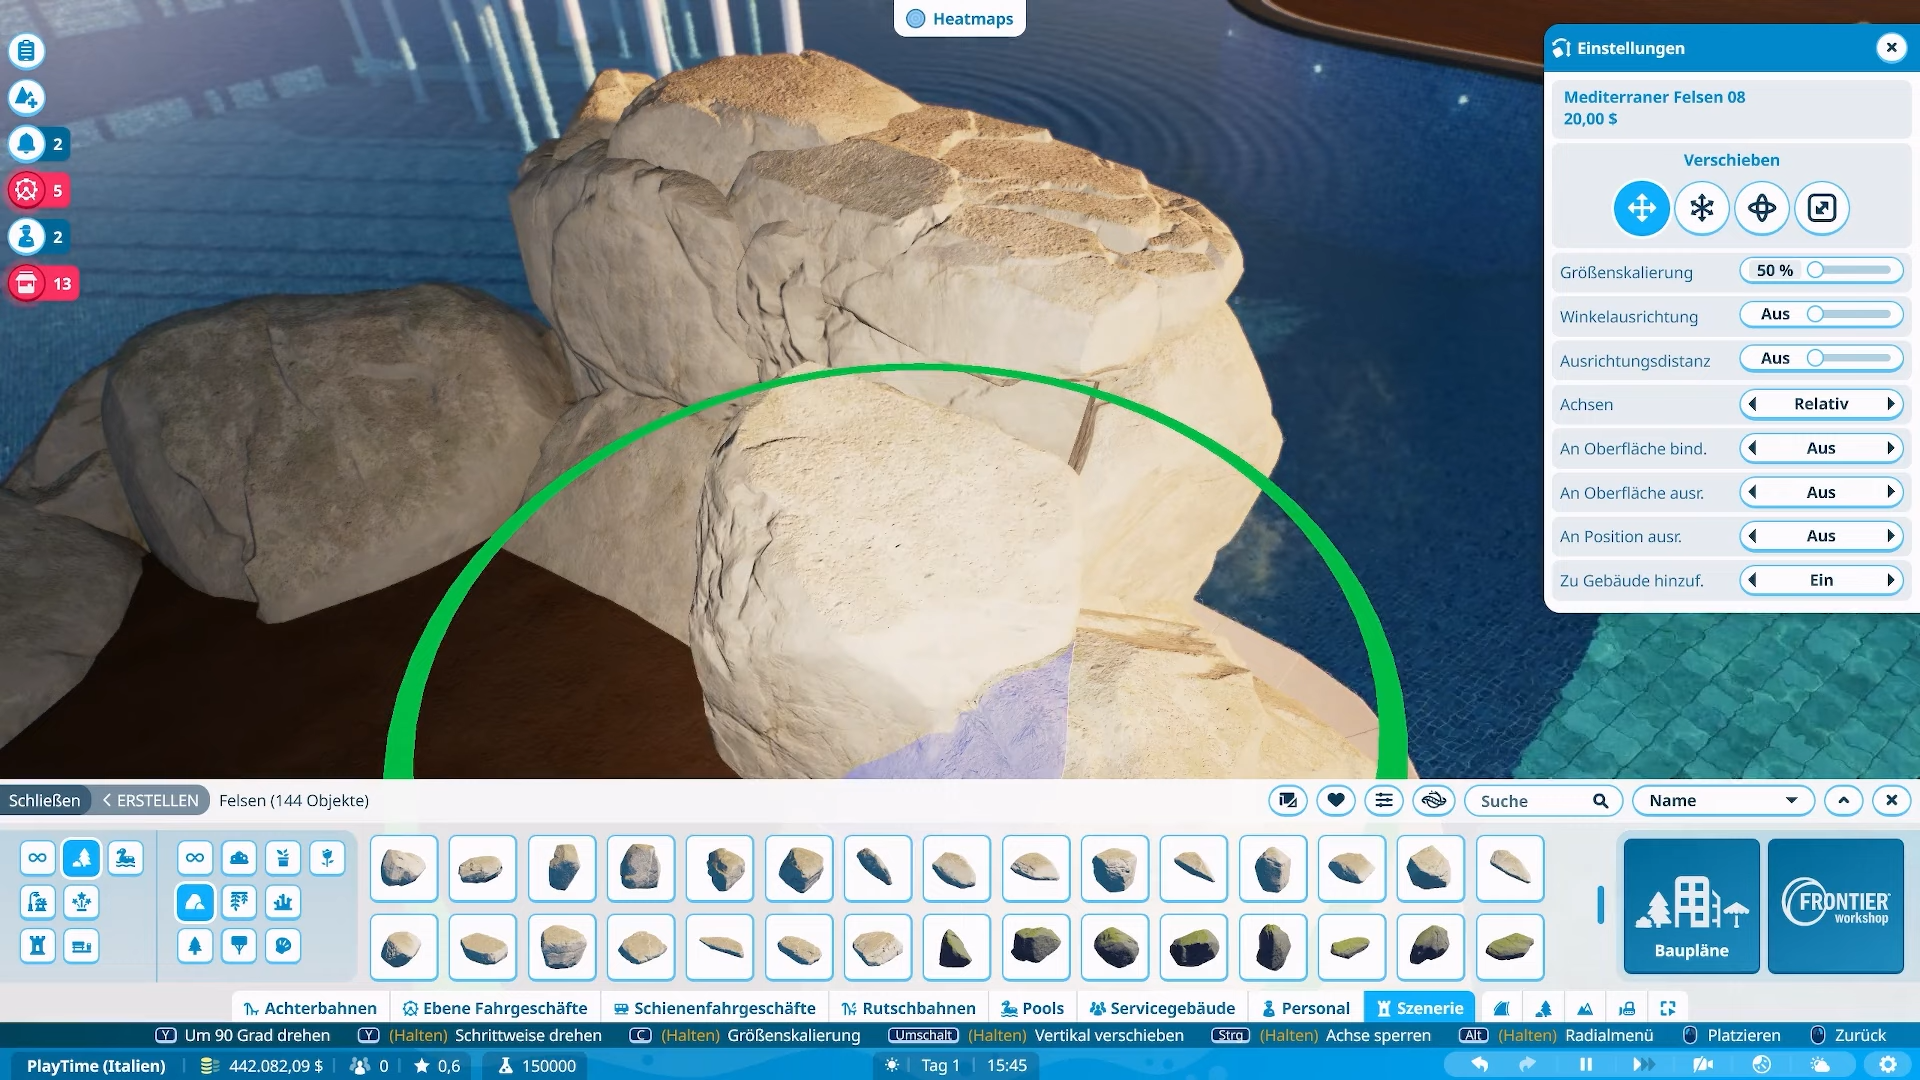 Heatmaps
2
5
2
13
Einstellungen
Mediterraner Felsen 08
20,00 $
Verschieben
Größenskalierung 50 %
Winkelausrichtung Aus
Ausrichtungsdistanz Aus
Achsen Relativ
An Oberfläche bind. Aus
An Oberfläche ausr. Aus
An Position ausr. Aus
Zu Gebäude hinzuf. Ein
Schließen ERSTELLEN Felsen (144 Objekte) Suche Name
Baupläne
FRONTIER
workshop
Achterbahnen Ebene Fahrgeschäfte Schienenfahrgeschäfte Rutschbahnen Pools Servicegebäude Personal Szenerie
Y Um 90 Grad drehen Y (Halten) Schrittweise drehen C (Halten) Größenskalierung Umschalt (Halten) Vertikal verschieben Strg (Halten) Achse sperren Alt (Halten) Radialmenü Platzieren Zurück
PlayTime (Italien) 442.082,09 $ 0 0,6 150000 Tag 1 15:45